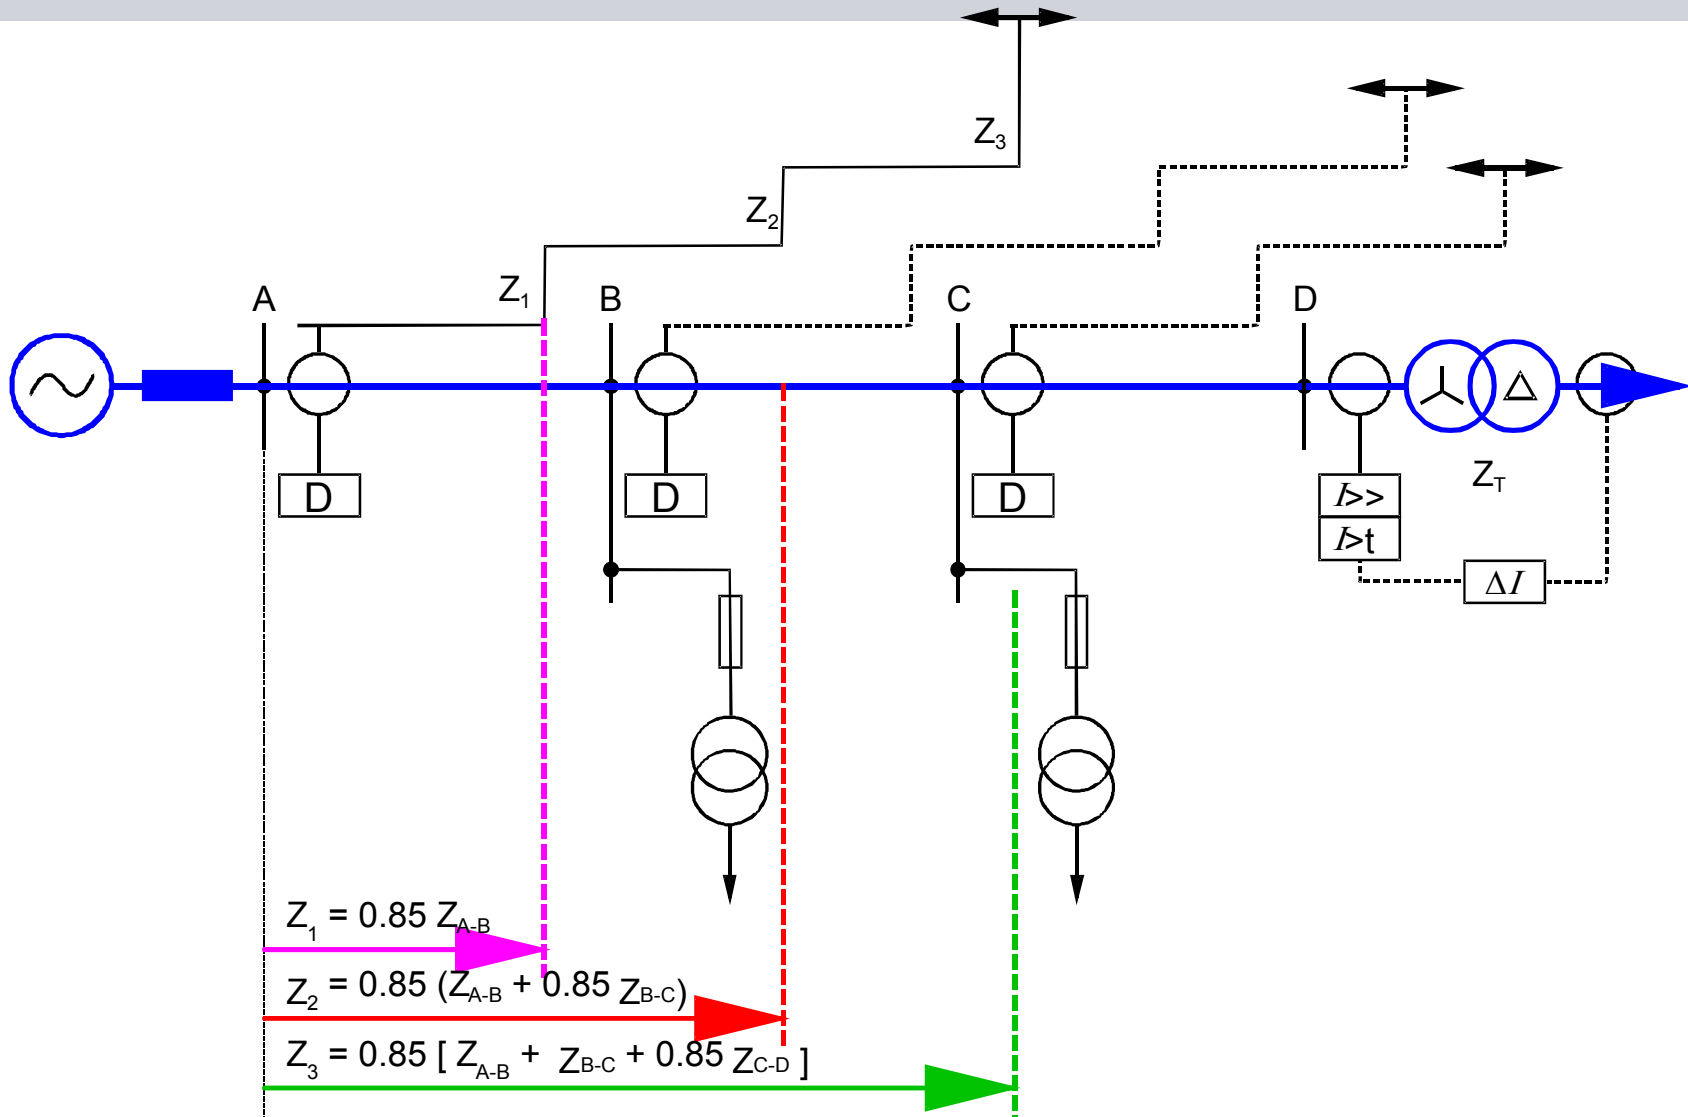 Z3
Z2
Z1
A
B
C
D
D
D
D
I>>
I>t
ZT
ΔI
Z1 = 0.85 ZA-B
Z2 = 0.85 (ZA-B + 0.85 ZB-C)
Z3 = 0.85 [ ZA-B + ZB-C + 0.85 ZC-D ]